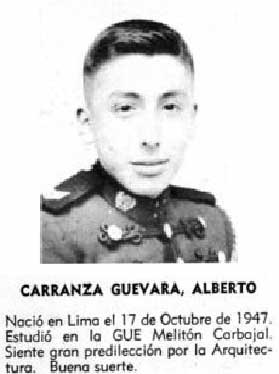 CARRANZA GUEVARA, ALBERTO
Nació en Lima el 17 de Octubre de 1947.
Estudió en la GUE Melitón Carbajal.
Siente gran predilección por la Arquitec-
tura. Buena suerte.